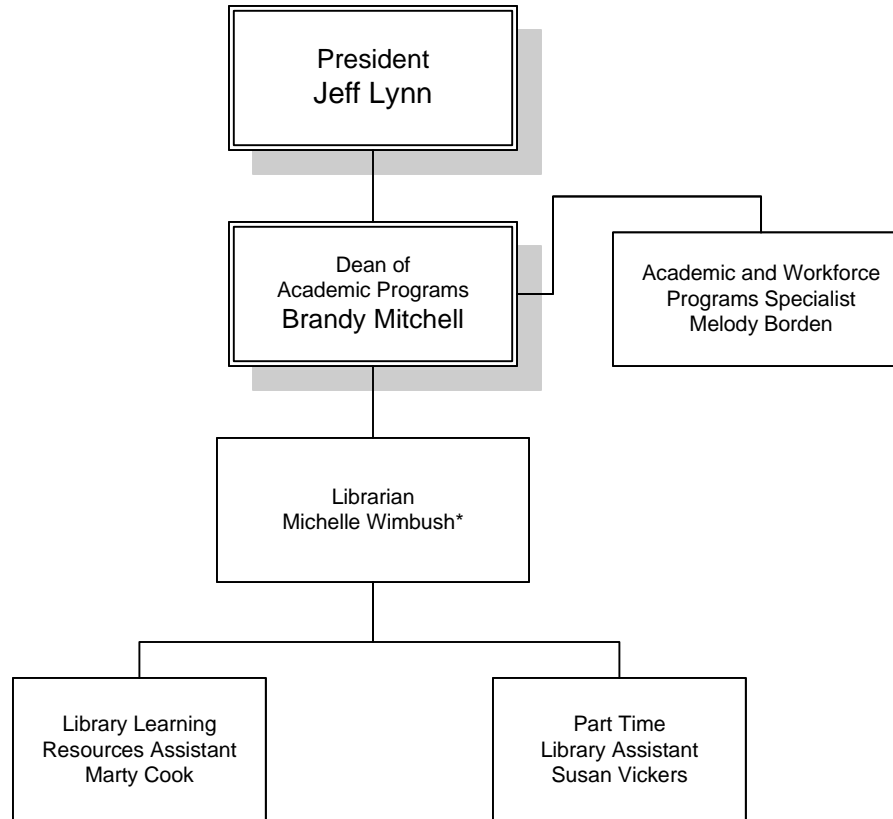 President
Jeff Lynn
Dean of
Academic Programs
Brandy Mitchell
Academic and Workforce
Programs Specialist
Melody Borden
Librarian
Michelle Wimbush*
Library Learning
Resources Assistant
Marty Cook
Part Time
Library Assistant
Susan Vickers